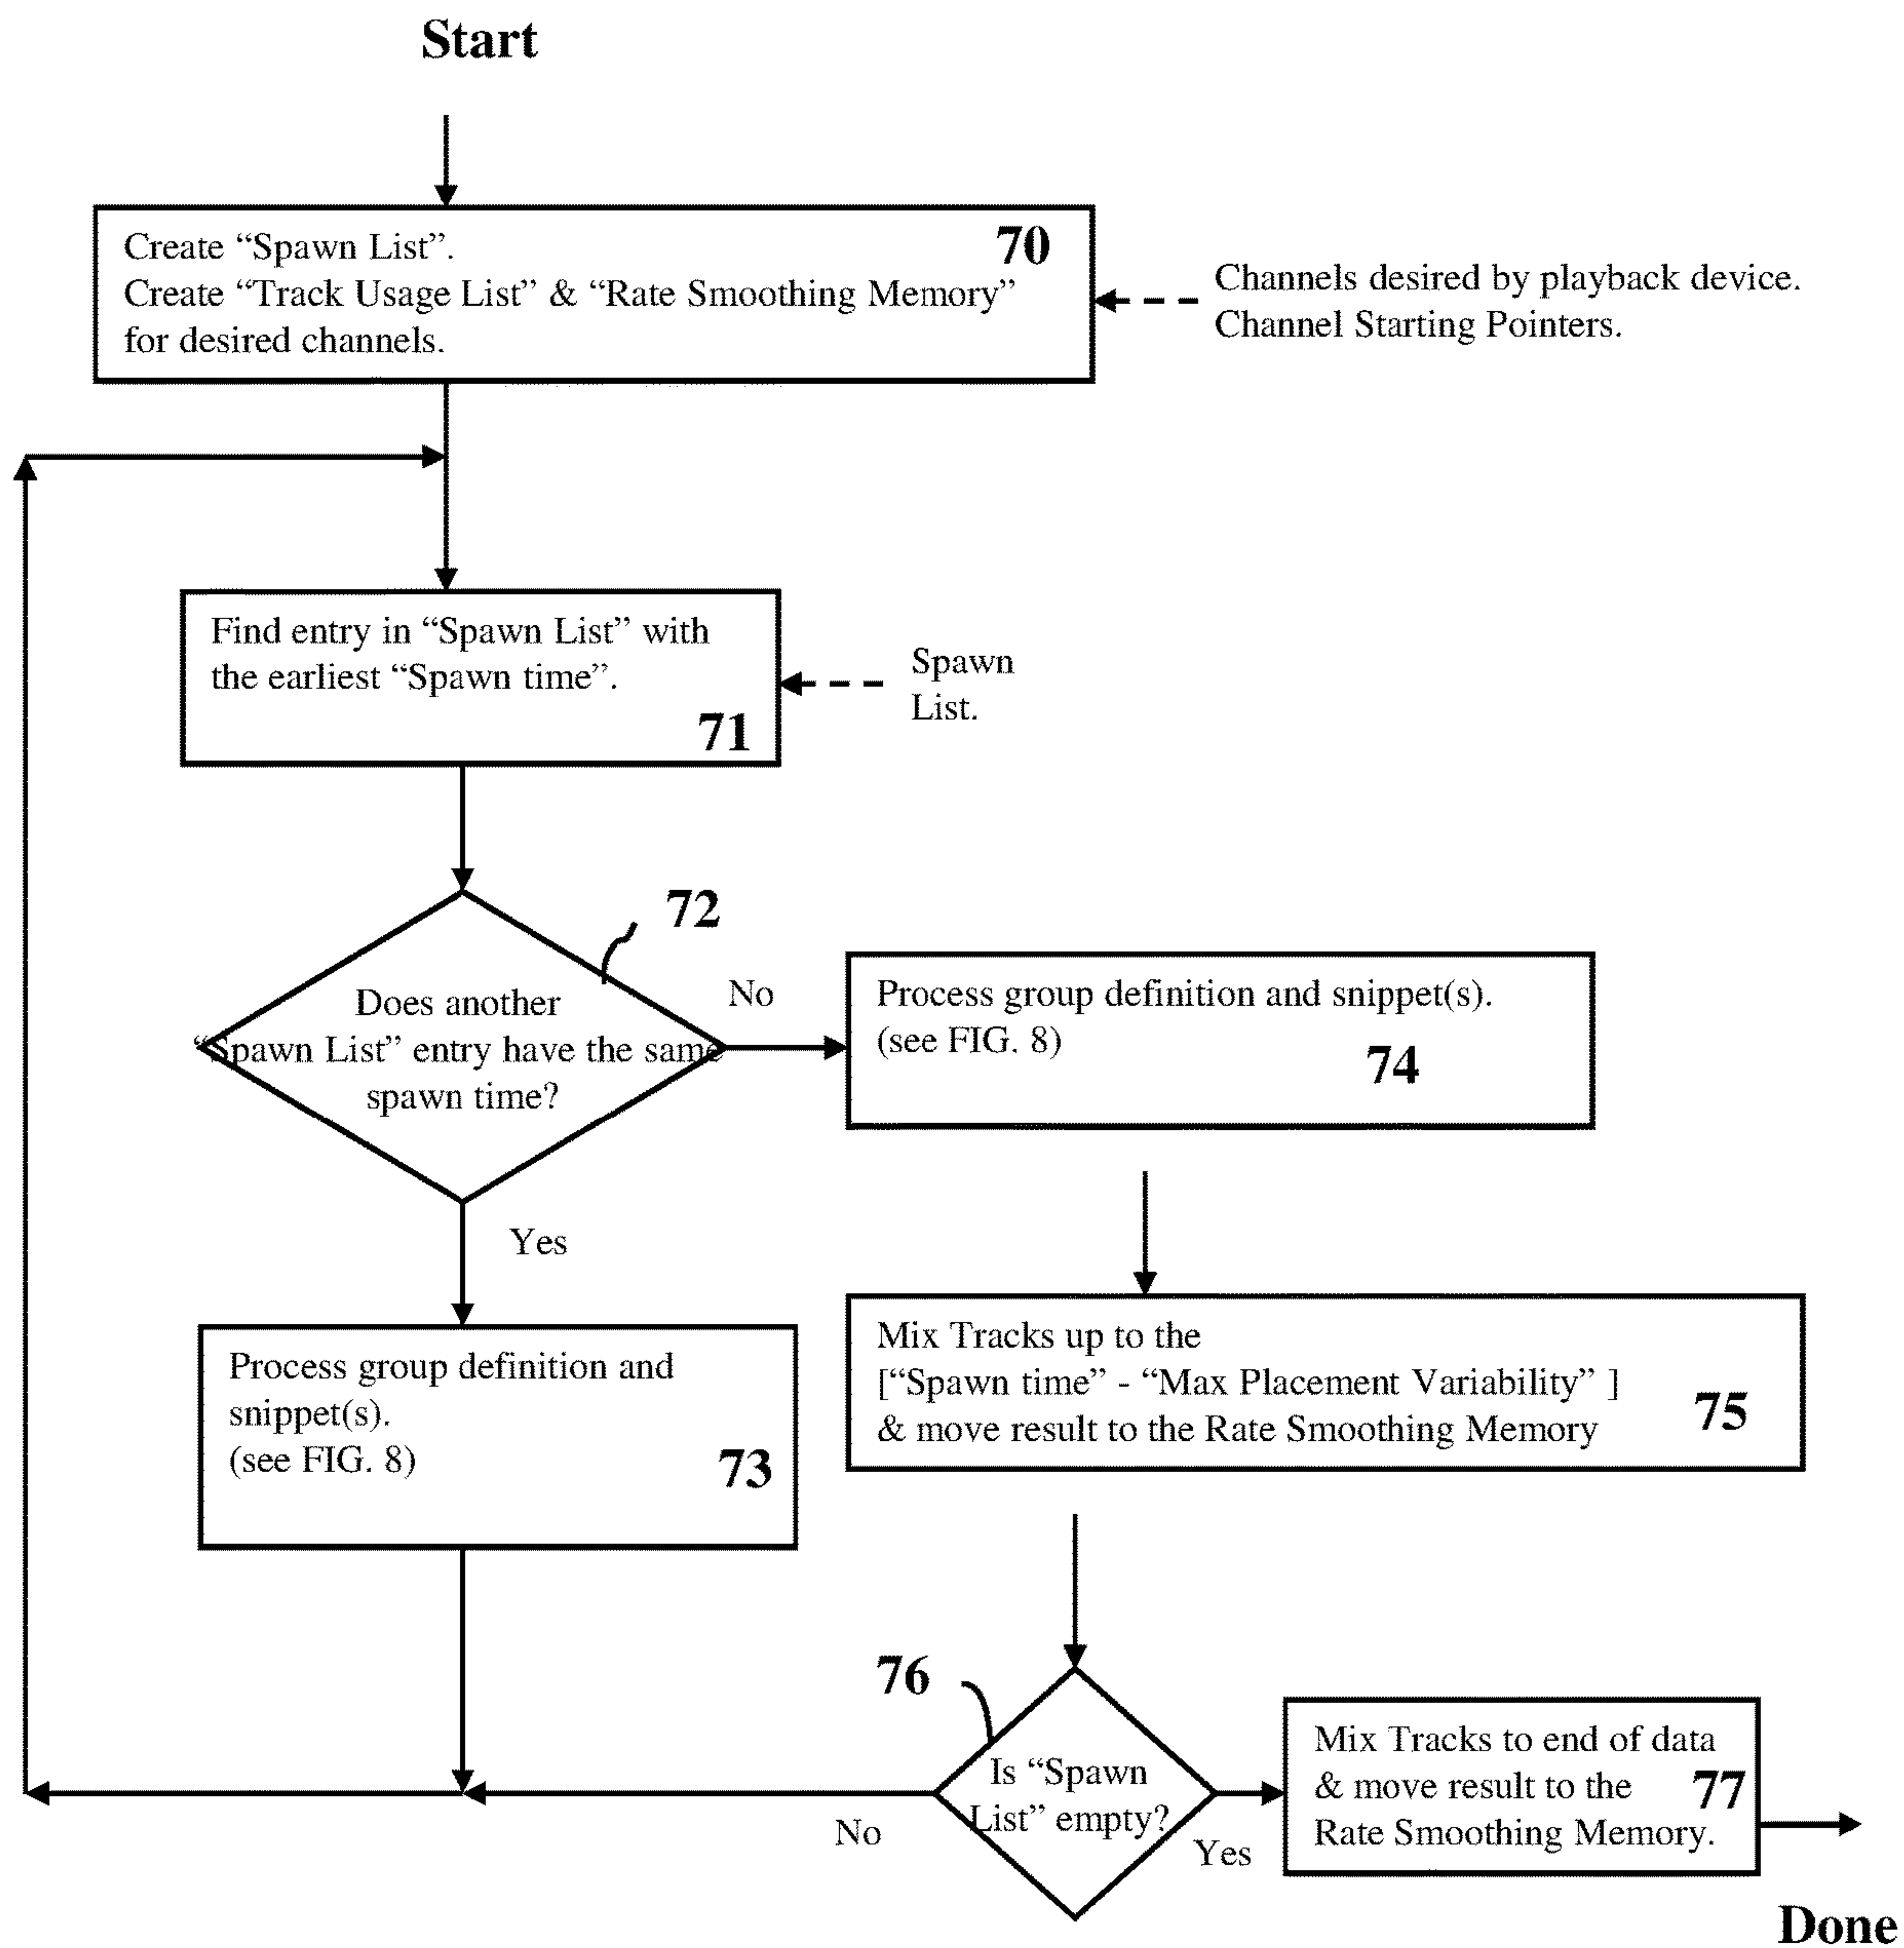 Start
Create “Spawn List”.
70
Create “Track Usage List” & “Rate Smoothing Memory”
for desired channels.
Channels desired by playback device.
Channel Starting Pointers.
Find entry in “Spawn List” with
the earliest “Spawn time”.
71
Spawn
List.
72
Does another
“Spawn List” entry have the same
spawn time?
No
Process group definition and snippet(s).
(see FIG. 8)
74
Yes
Process group definition and
snippet(s).
(see FIG. 8)
73
Mix Tracks up to the
[“Spawn time” - “Max Placement Variability” ]
& move result to the Rate Smoothing Memory
75
76
Is “Spawn
List” empty?
No
Yes
Mix Tracks to end of data
& move result to the
Rate Smoothing Memory.
77
Done